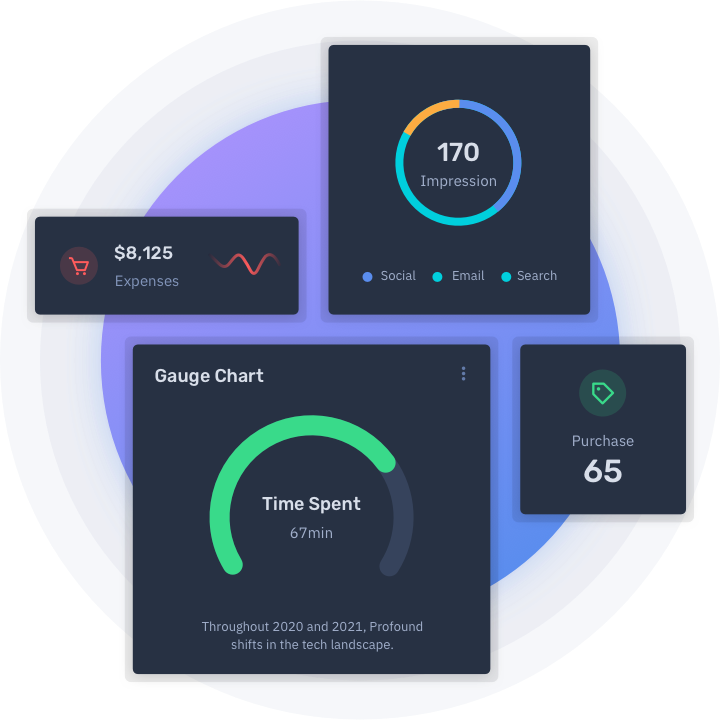 170
Impression
Social
Email
Search
$8,125
Expenses
Gauge Chart
Time Spent
67min
Throughout 2020 and 2021, Profound
shifts in the tech landscape.
Purchase
65